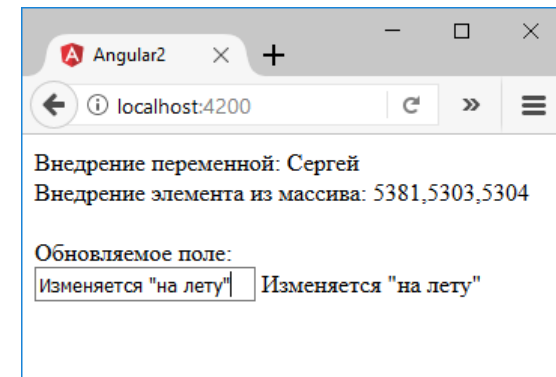 Angular2
localhost:4200
Внедрение переменной: Сергей
Внедрение элемента из массива: 5381,5303,5304
Обновляемое поле:
Изменяется "на лету" Изменяется "на лету"